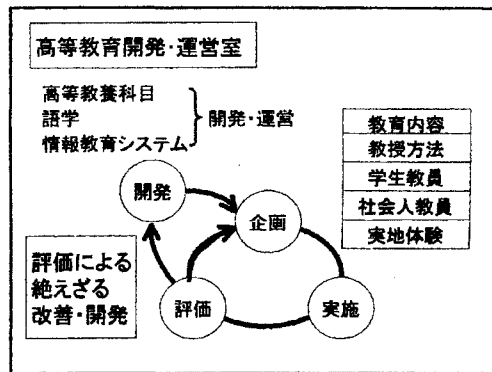 高等教育開発・運営室
高等教養科目
語学
情報教育システム
開発・運営
教育内容
教授方法
学生教員
社会人教員
実地体験
開発
企画
評価による
絶えざる
改善・開発
評価
実施